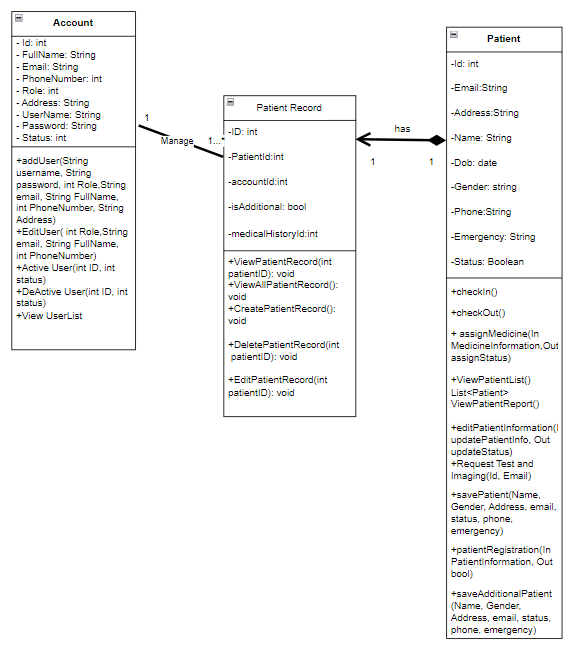 Account
- Id: int
- FullName: String
- Email: String
- PhoneNumber: int
- Role: int
- Address: String
- UserName: String
- Password: String
- Status: int
+addUser(String
username, String
password, int Role,String
email, String FullName,
int PhoneNumber, String
Address)
+EditUser( int Role,String
email, String FullName,
int PhoneNumber)
+Active User(int ID, int
status)
+DeActive User(int ID, int
status)
+View UserList
1
Manage
1...
Patient Record
-ID: int
-PatientId:int
-accountId:int
-isAdditional: bool
-medicalHistoryId:int
+ViewPatientRecord(int
patientID): void
+ViewAllPatientRecord():
void
+CreatePatientRecord():
void
+DeletePatientRecord(int
patientID): void
+EditPatientRecord(int
patientID): void
has
1
1
Patient
-Id: int
-Email:String
-Address:String
-Name: String
-Dob: date
-Gender: string
-Phone:String
-Emergency: String
-Status: Boolean
+checkIn()
+checkOut()
+ assignMedicine(In
MedicineInformation,Out
assignStatus)
+ViewPatientList()
List<Patient>
ViewPatientReport()
+editPatientInformation(
updatePatientInfo, Out
updateStatus)
+Request Test and
Imaging(Id, Email)
+savePatient(Name,
Gender, Address, email,
status, phone,
emergency)
+patientRegistration(In
PatientInformation, Out
bool)
+saveAdditionalPatient
(Name, Gender,
Address, email, status,
phone, emergency)